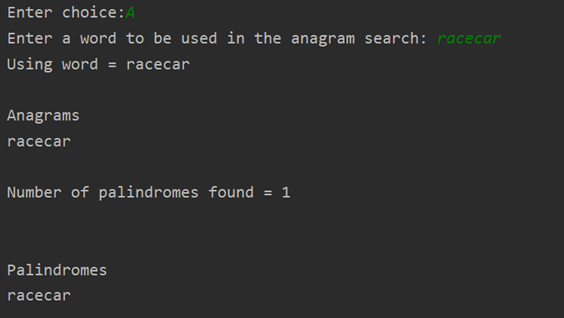 Enter choice:A
Enter a word to be used in the anagram search: racecar
Using word = racecar
Anagrams
racecar
Number of palindromes found = 1
Palindromes
racecar